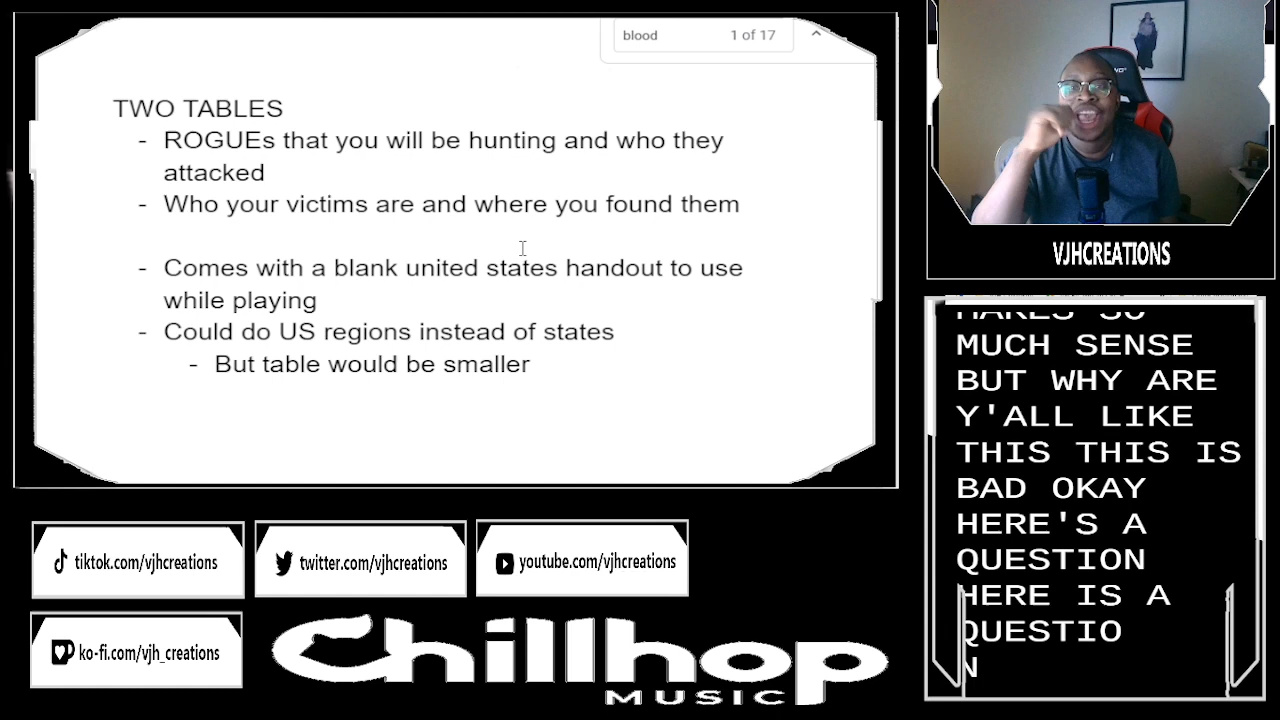 blood 1 of 17
TWO TABLES
- ROGUEs that you will be hunting and who they
attacked
- Who your victims are and where you found them
- Comes with a blank united states handout to use
while playing
- Could do US regions instead of states
- But table would be smaller
VJHCREATIONS
MAKES SO
MUCH SENSE
BUT WHY ARE
Y'ALL LIKE
THIS THIS IS
BAD OKAY
HERE'S A
QUESTION
HERE IS A
QUESTIO
N
tiktok.com/vjhcreations
twitter.com/vjhcreations
youtube.com/vjhcreations
ko-fi.com/vjh_creations
Chillhop
MUSIC